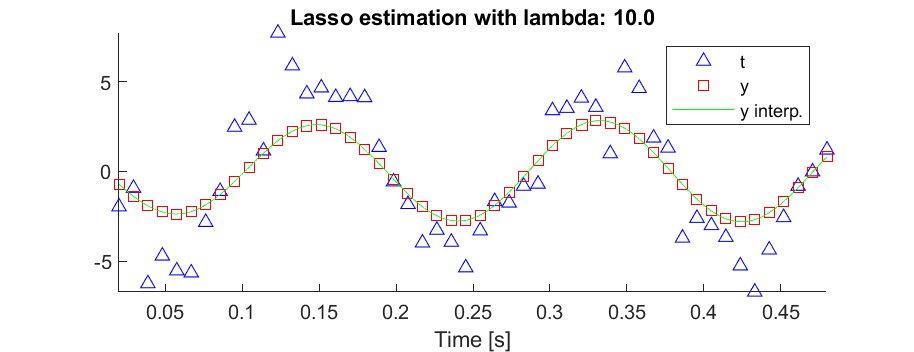 Lasso estimation with lambda: 10.0
t
y
y interp.
5
0
-5
0.05 0.1 0.15 0.2 0.25 0.3 0.35 0.4 0.45
Time [s]